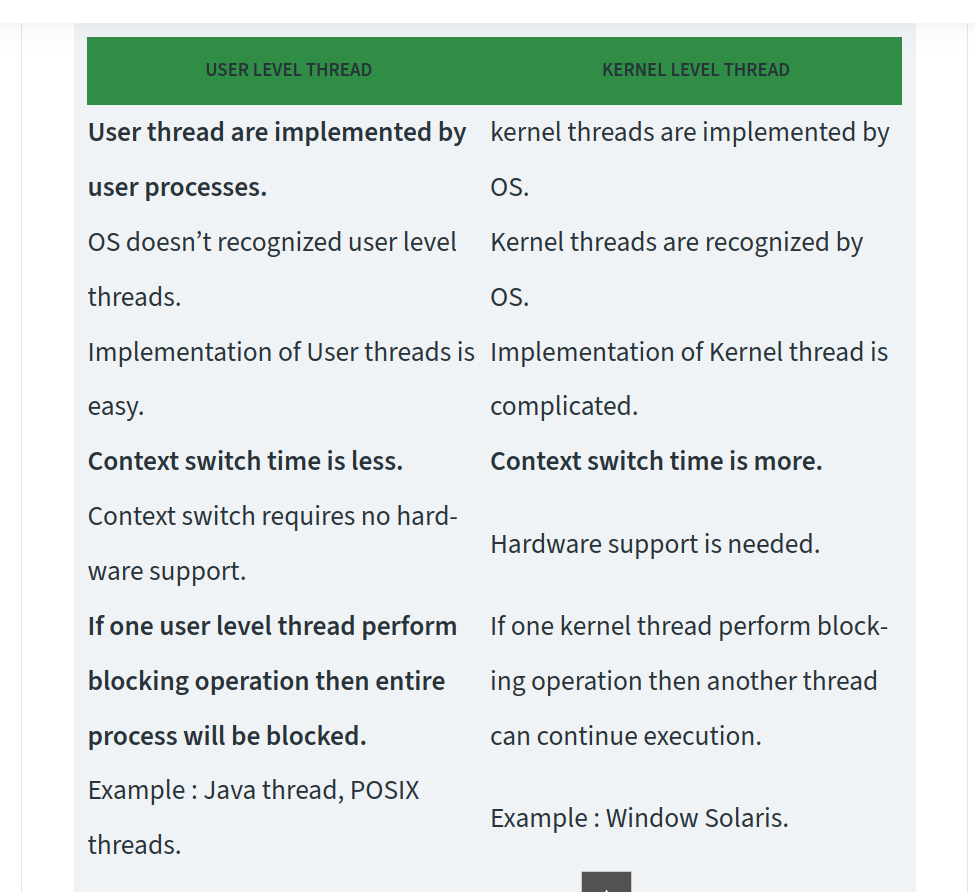 USER LEVEL THREAD
KERNEL LEVEL THREAD
User thread are implemented by
user processes.
kernel threads are implemented by
OS.
OS doesn’t recognized user level
threads.
Kernel threads are recognized by
OS.
Implementation of User threads is
easy.
Implementation of Kernel thread is
complicated.
Context switch time is less.
Context switch time is more.
Context switch requires no hard-
ware support.
Hardware support is needed.
If one user level thread perform
blocking operation then entire
process will be blocked.
If one kernel thread perform block-
ing operation then another thread
can continue execution.
Example : Java thread, POSIX
threads.
Example : Window Solaris.